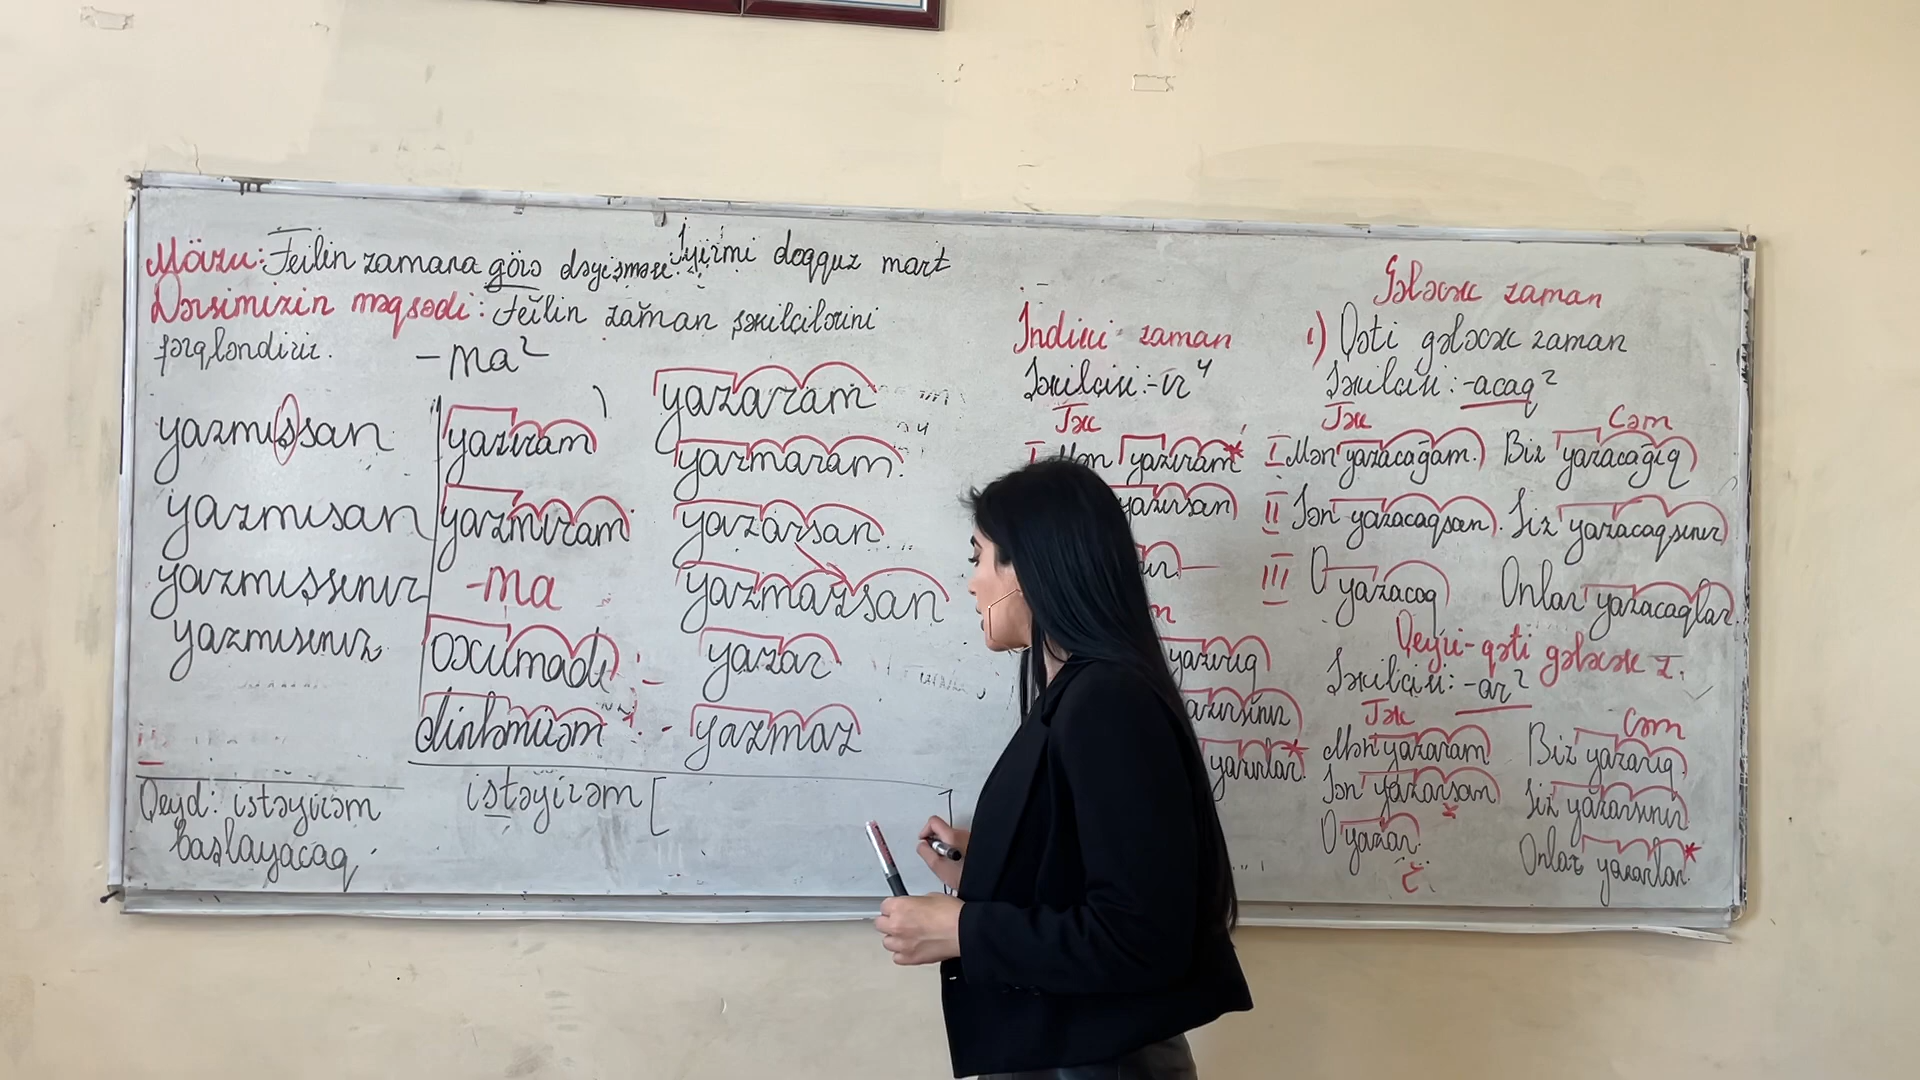 Mövzu: Feilin zamana görə dəyişməsi. İyirmi doqquz mart
Dərsimizin məqsədi: Feilin zaman şəkilçilərini
fərqləndirir.
-ma²
yazmışsan
yazmısan
yazmışsınız
yazmısınız
yazıram
yazmıram
-ma
oxumadı
dinləmirəm
yazaram
yazmaram
yazarsan
yazmazsan
yazar
yazmaz
Qeyd: istəyirəm
başlayacaq
istəyirəm [ ]
İndiki zaman
Şəkilçisi: -ır⁴
Tək
I Mən yazıram*
yazırsan
yazırıq
yazırlar*
Gələcək zaman
1) Qəti gələcək zaman
Şəkilçisi: -acaq²
Tək Cəm
I Mən yazacağam. Biz yazacağıq
II Sən yazacaqsan. Siz yazacaqsınız
III O yazacaq Onlar yazacaqlar.
Qeyri-qəti gələcək z.
Şəkilçisi: -ar²
Tək Cəm
Mən yazaram Biz yazarıq.
Sən yazarsan Siz yazarsınız
O yazar. Onlar yazarlar*